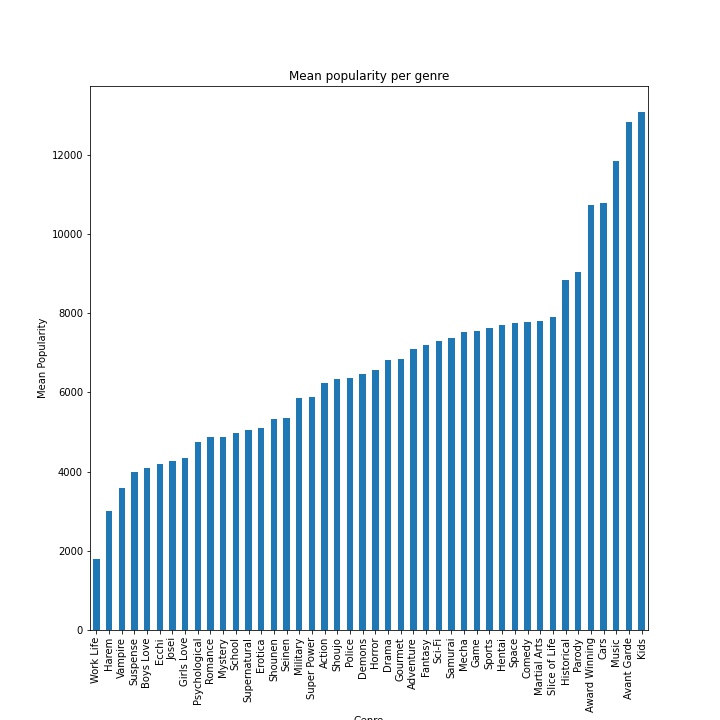 Mean popularity per genre
Mean Popularity
12000
10000
8000
6000
4000
2000
0
Work Life
Harem
Vampire
Suspense
Boys Love
Ecchi
Josei
Girls Love
Psychological
Romance
Mystery
School
Supernatural
Erotica
Shounen
Seinen
Military
Super Power
Action
Shoujo
Police
Demons
Horror
Drama
Gourmet
Adventure
Fantasy
Sci-Fi
Samurai
Mecha
Game
Sports
Hentai
Space
Comedy
Martial Arts
Slice of Life
Historical
Parody
Award Winning
Cars
Music
Avant Garde
Kids
Genre